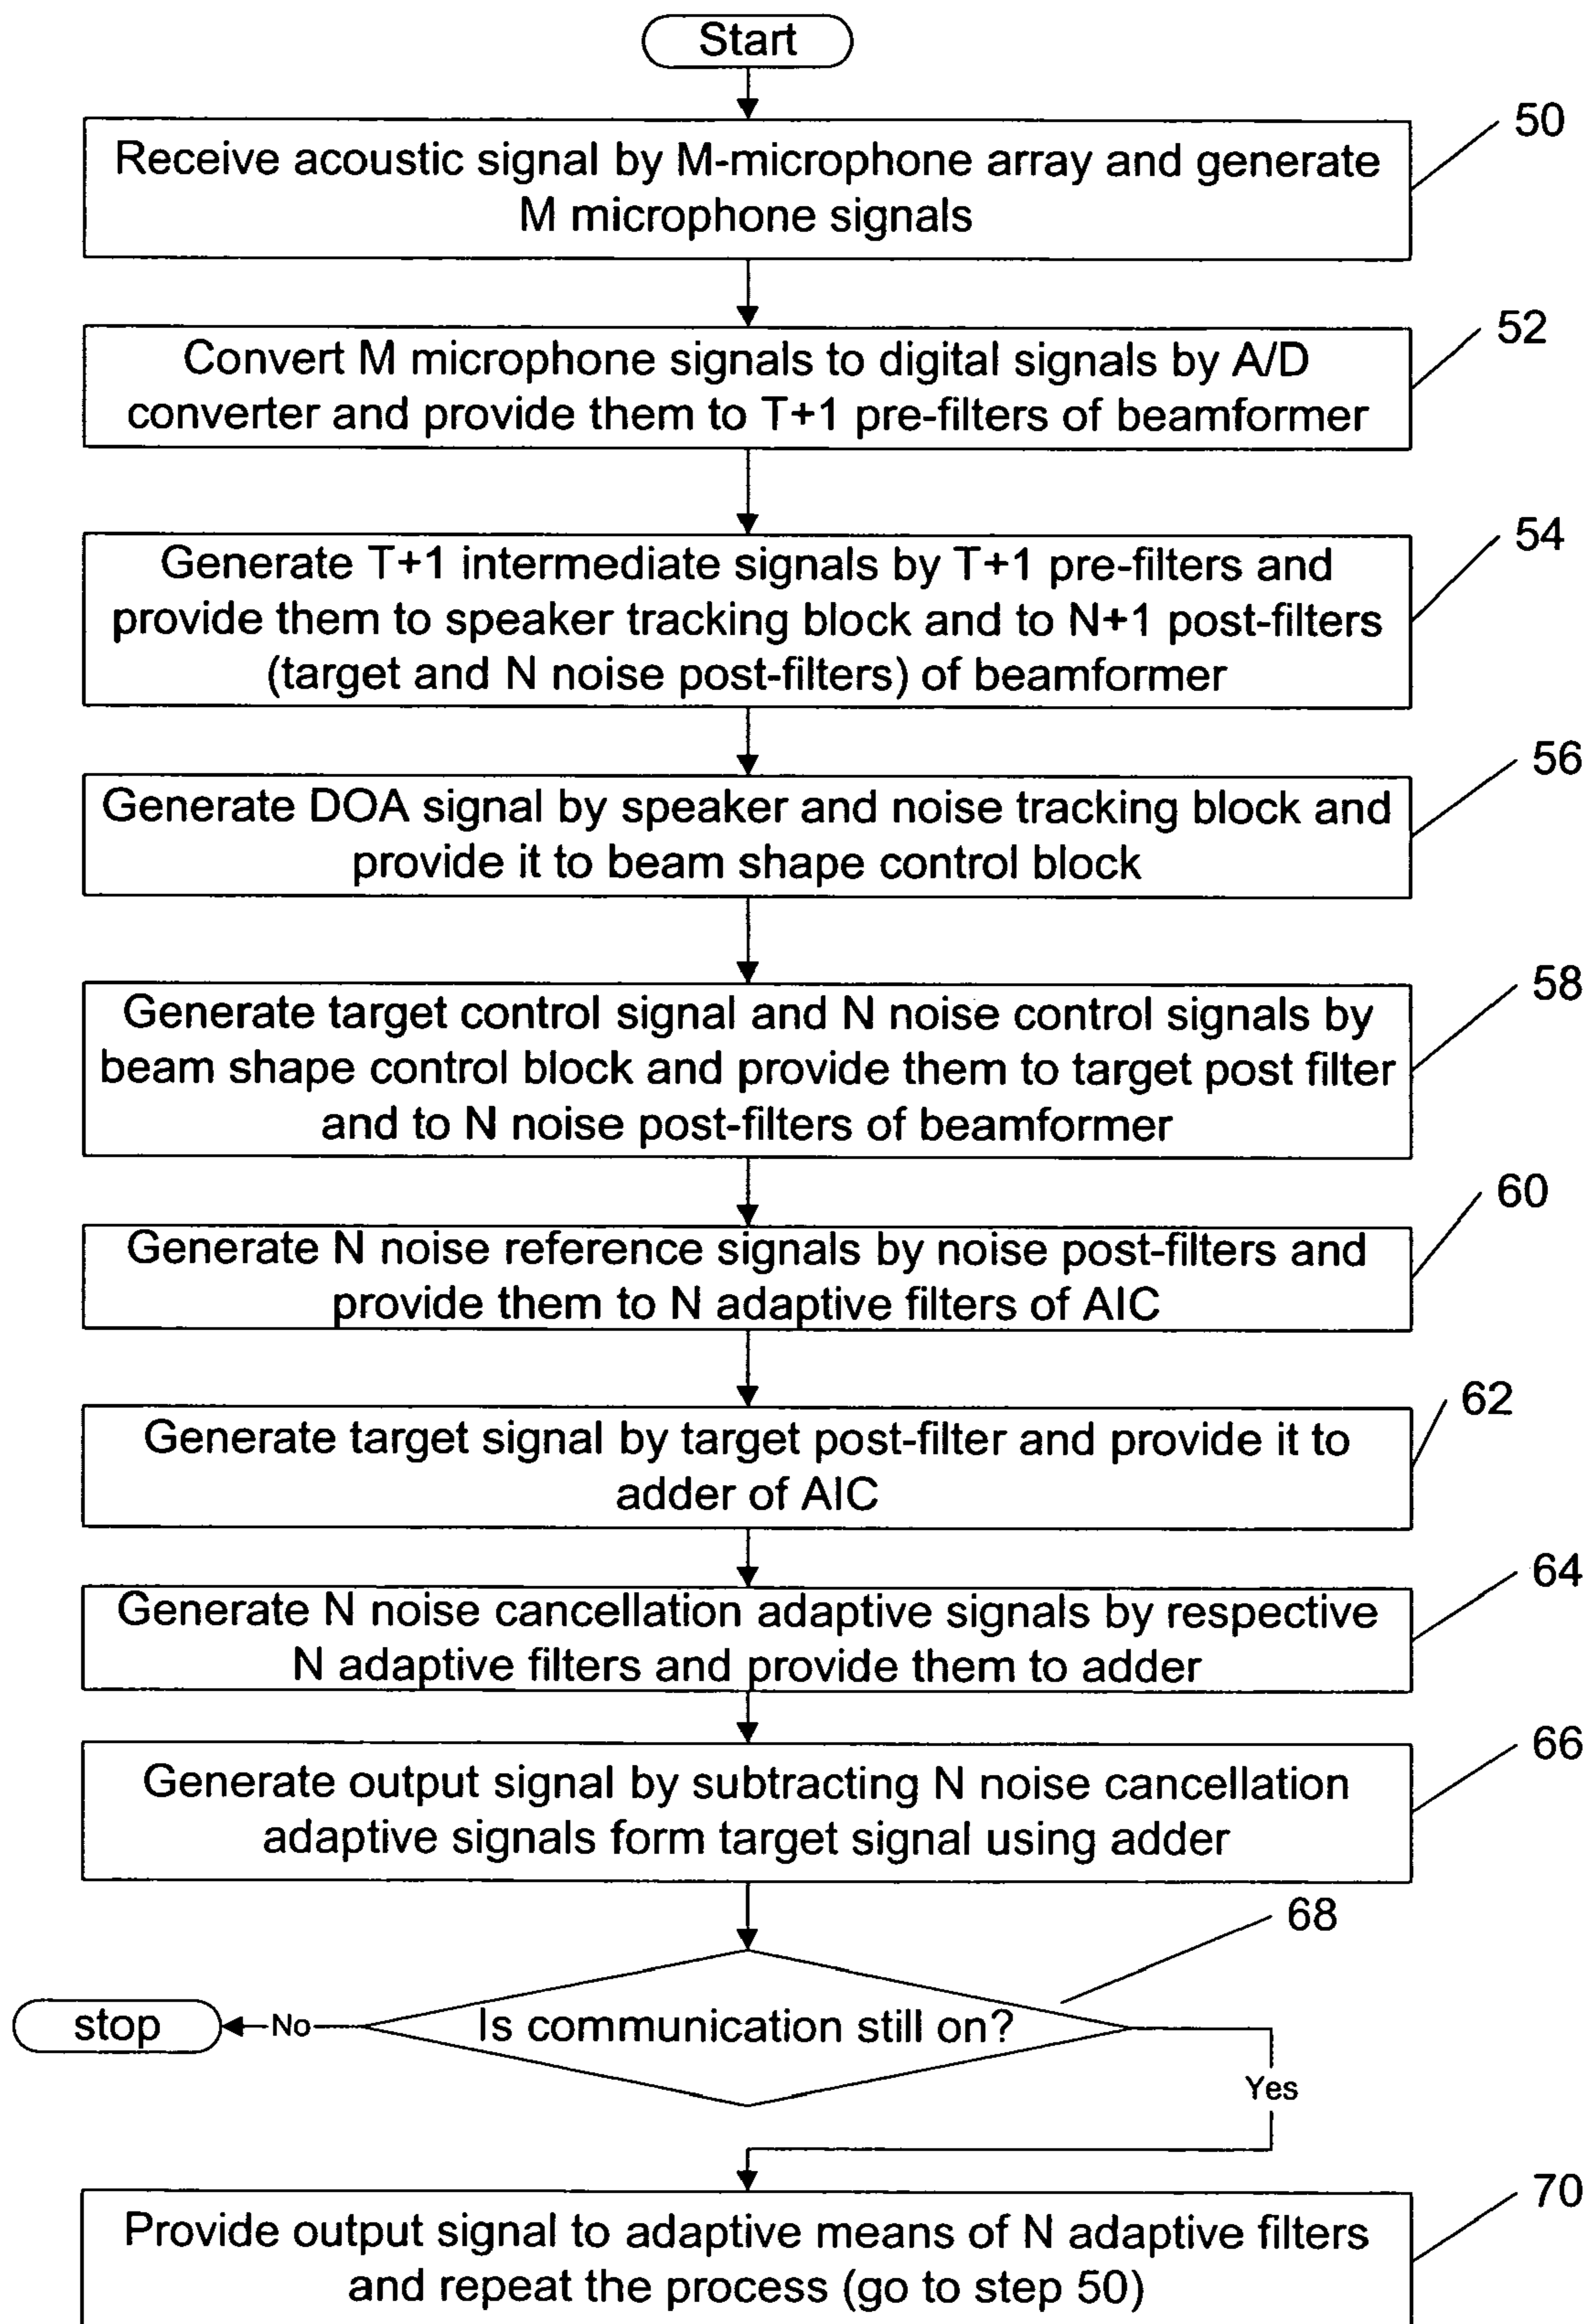 Start
50
Receive acoustic signal by M-microphone array and generate
M microphone signals
52
Convert M microphone signals to digital signals by A/D
converter and provide them to T+1 pre-filters of beamformer
54
Generate T+1 intermediate signals by T+1 pre-filters and
provide them to speaker tracking block and to N+1 post-filters
(target and N noise post-filters) of beamformer
56
Generate DOA signal by speaker and noise tracking block and
provide it to beam shape control block
58
Generate target control signal and N noise control signals by
beam shape control block and provide them to target post filter
and to N noise post-filters of beamformer
60
Generate N noise reference signals by noise post-filters and
provide them to N adaptive filters of AIC
62
Generate target signal by target post-filter and provide it to
adder of AIC
64
Generate N noise cancellation adaptive signals by respective
N adaptive filters and provide them to adder
66
Generate output signal by subtracting N noise cancellation
adaptive signals form target signal using adder
68
Is communication still on?
No
stop
Yes
70
Provide output signal to adaptive means of N adaptive filters
and repeat the process (go to step 50)